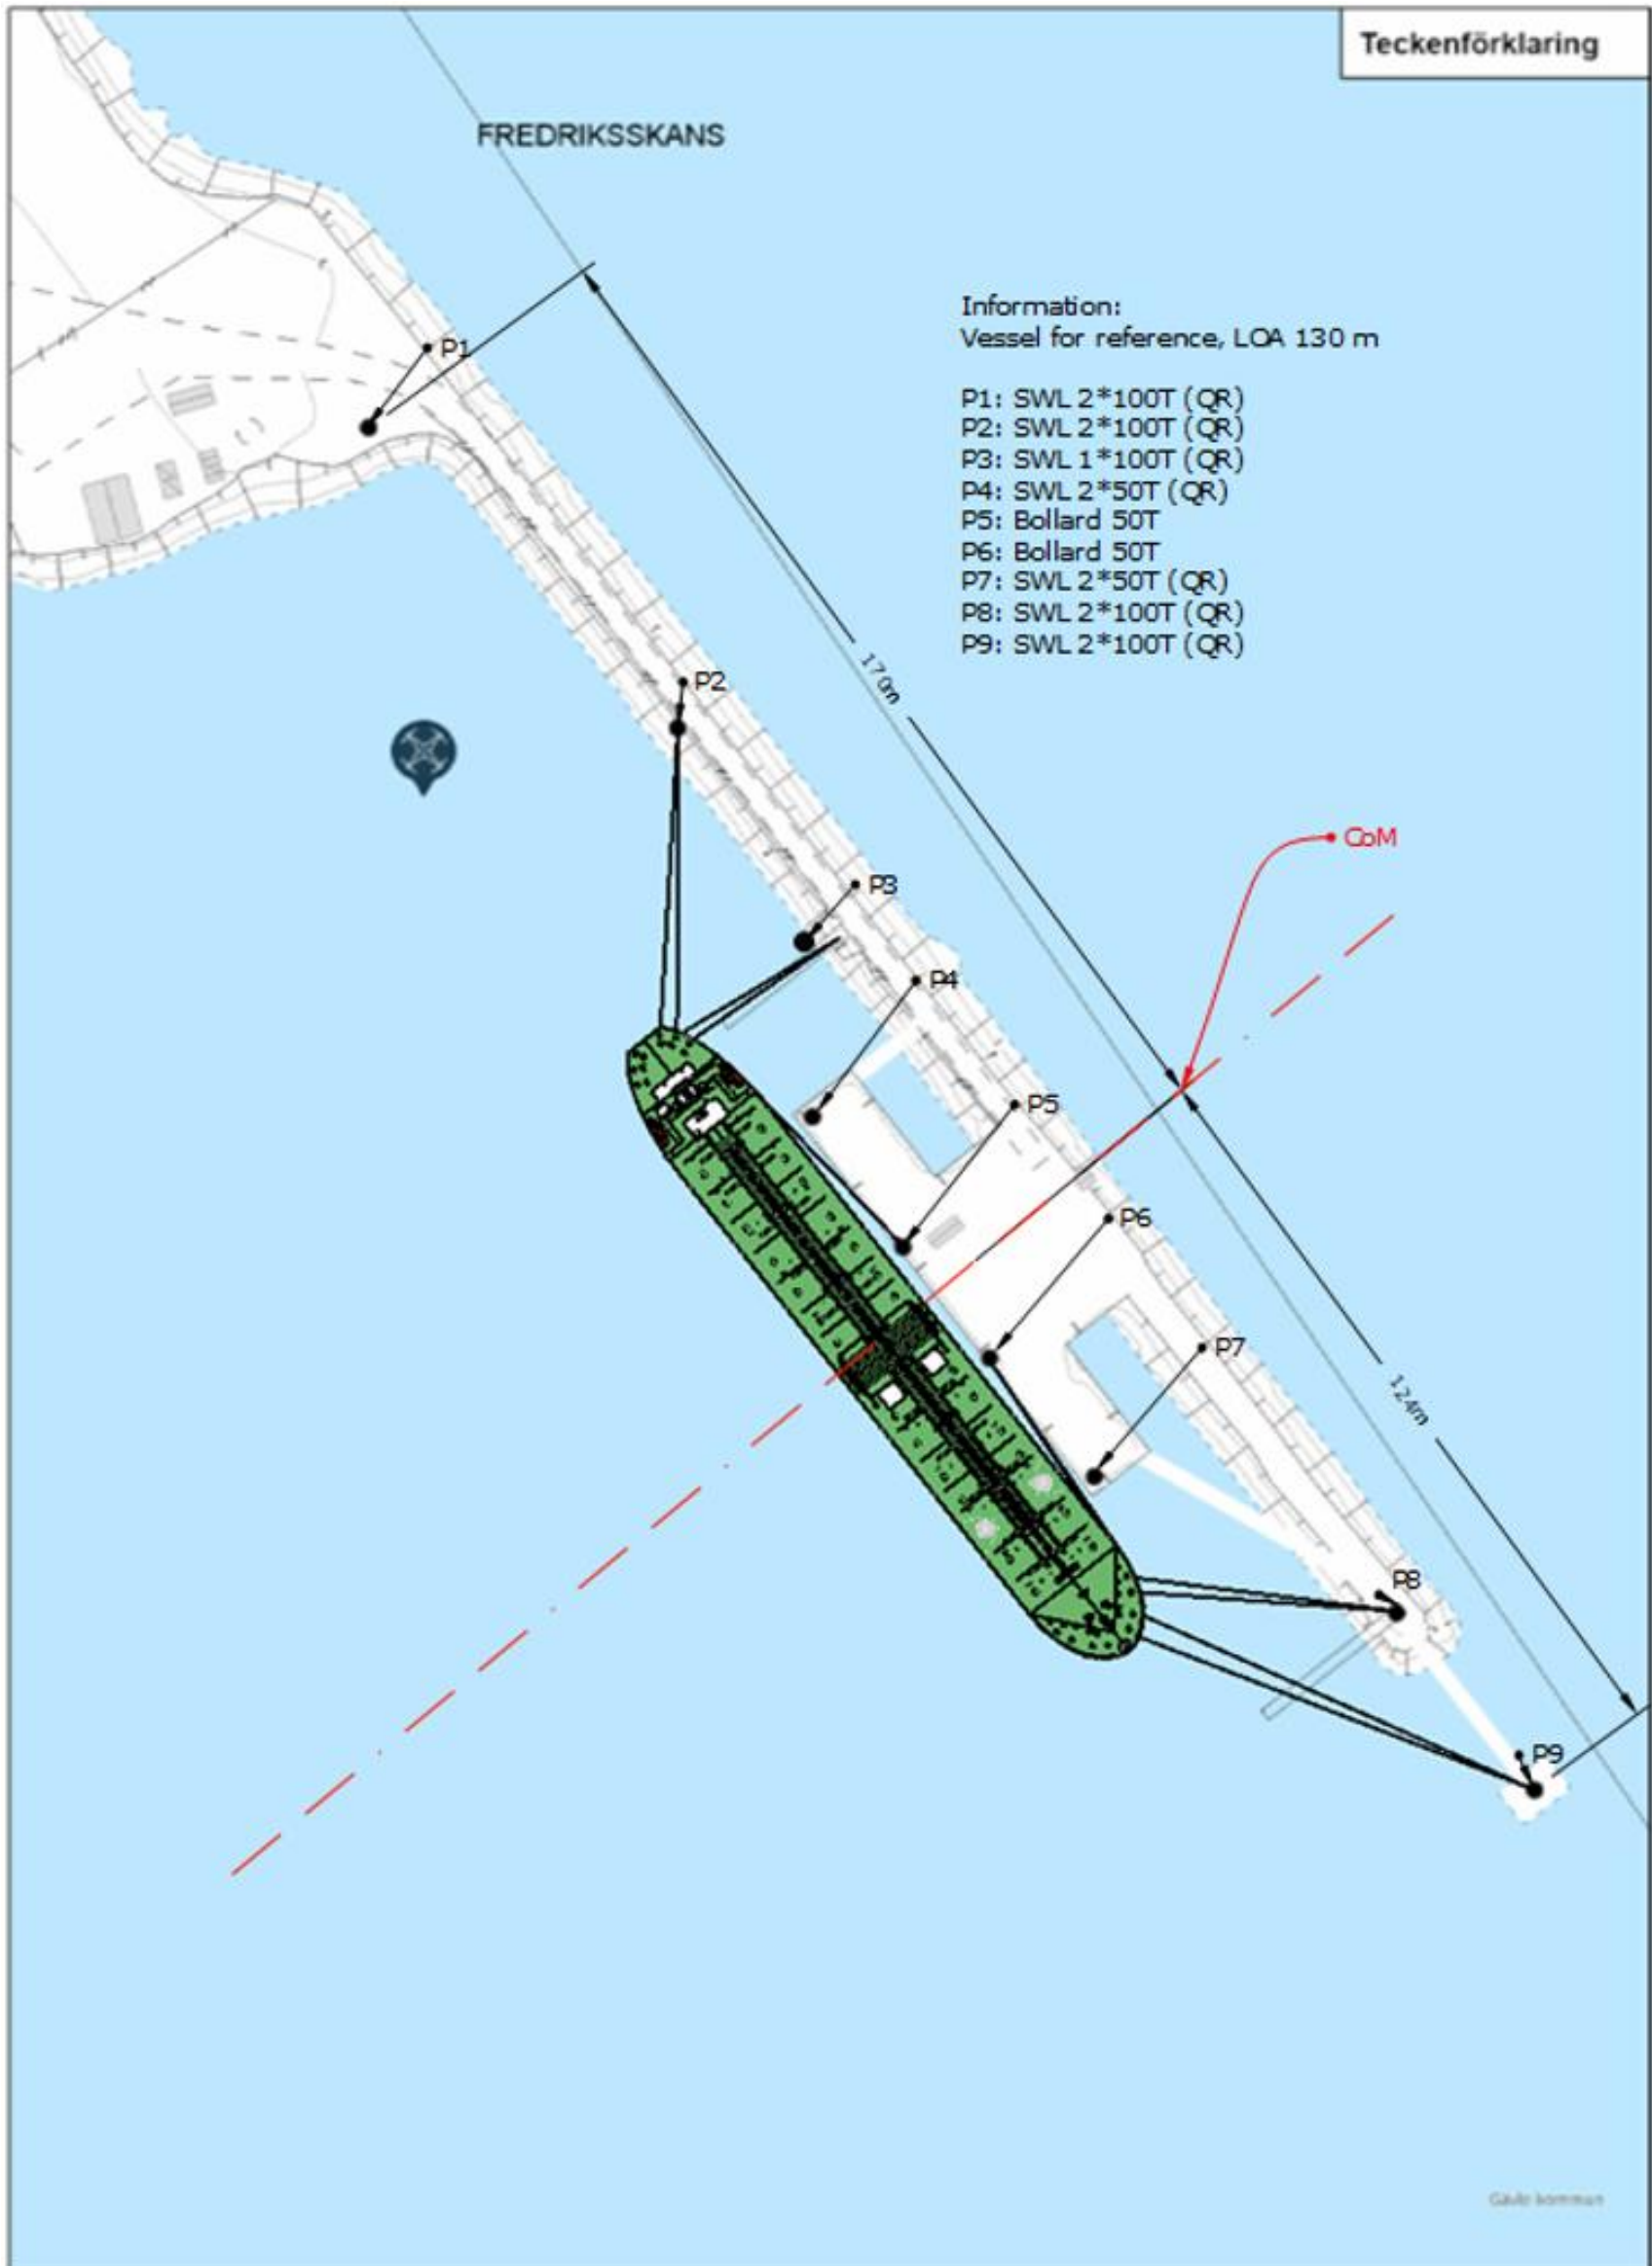 Teckenförklaring
FREDRIKSSKANS
Information:
Vessel for reference, LOA 130 m
P1: SWL 2*100T (QR)
P2: SWL 2*100T (QR)
P3: SWL 1*100T (QR)
P4: SWL 2*50T (QR)
P5: Bollard 50T
P6: Bollard 50T
P7: SWL 2*50T (QR)
P8: SWL 2*100T (QR)
P9: SWL 2*100T (QR)
P1
170m
P2
CoM
P3
P4
P5
P6
P7
124m
P8
P9
Gävle kommun